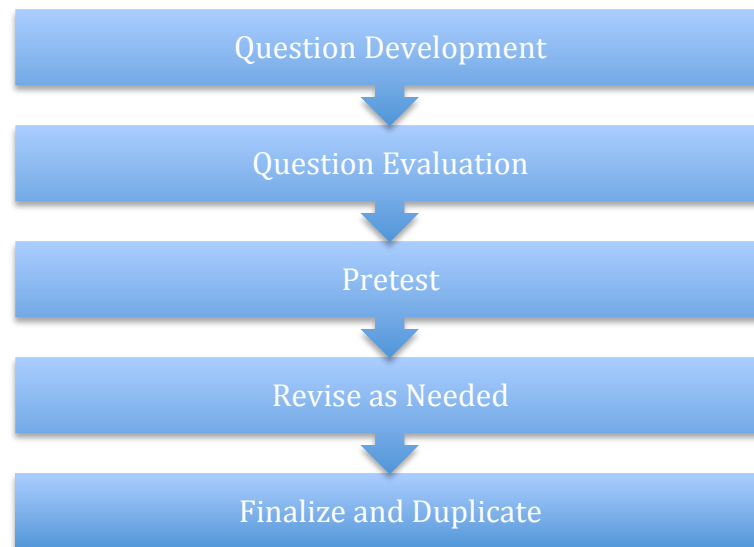 Question Development
Question Evaluation
Pretest
Revise as Needed
Finalize and Duplicate